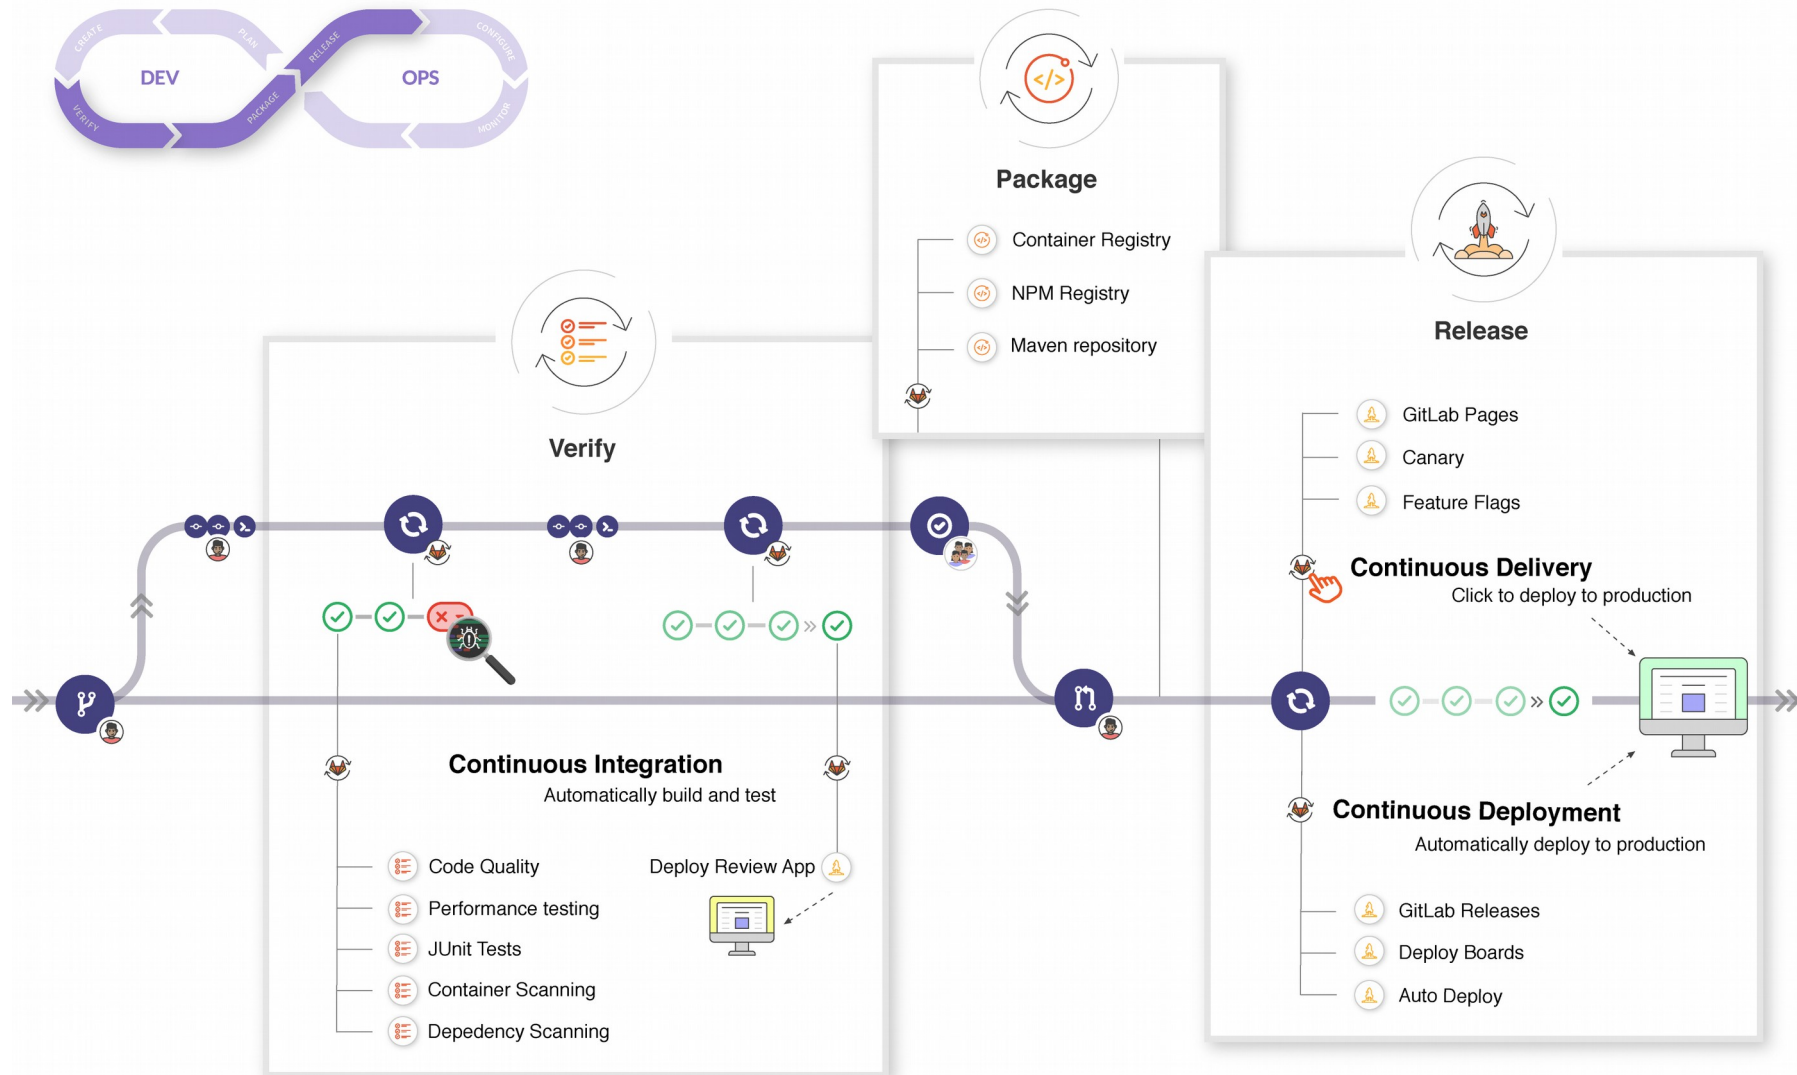 CREATE
PLAN
RELEASE
CONFIGURE
DEV
OPS
VERIFY
PACKAGE
MONITOR
Package
Container Registry
NPM Registry
Maven repository
Release
GitLab Pages
Canary
Feature Flags
Continuous Delivery
Click to deploy to production
Continuous Deployment
Automatically deploy to production
GitLab Releases
Deploy Boards
Auto Deploy
Verify
Continuous Integration
Automatically build and test
Code Quality
Performance testing
JUnit Tests
Container Scanning
Depedency Scanning
Deploy Review App